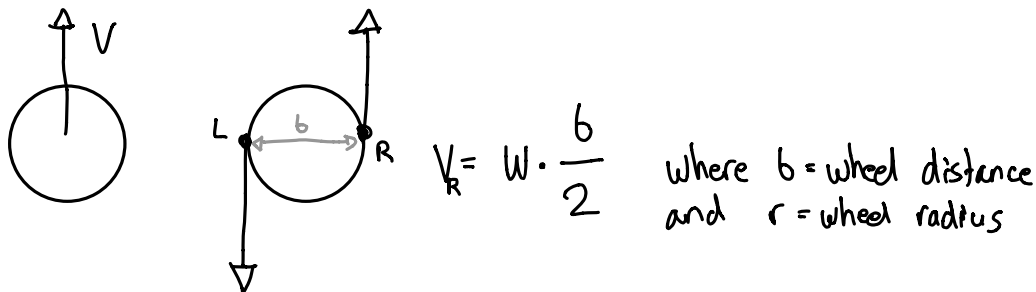 V
L
b
R
V_R = W · b/2
where b = wheel distance
and r = wheel radius